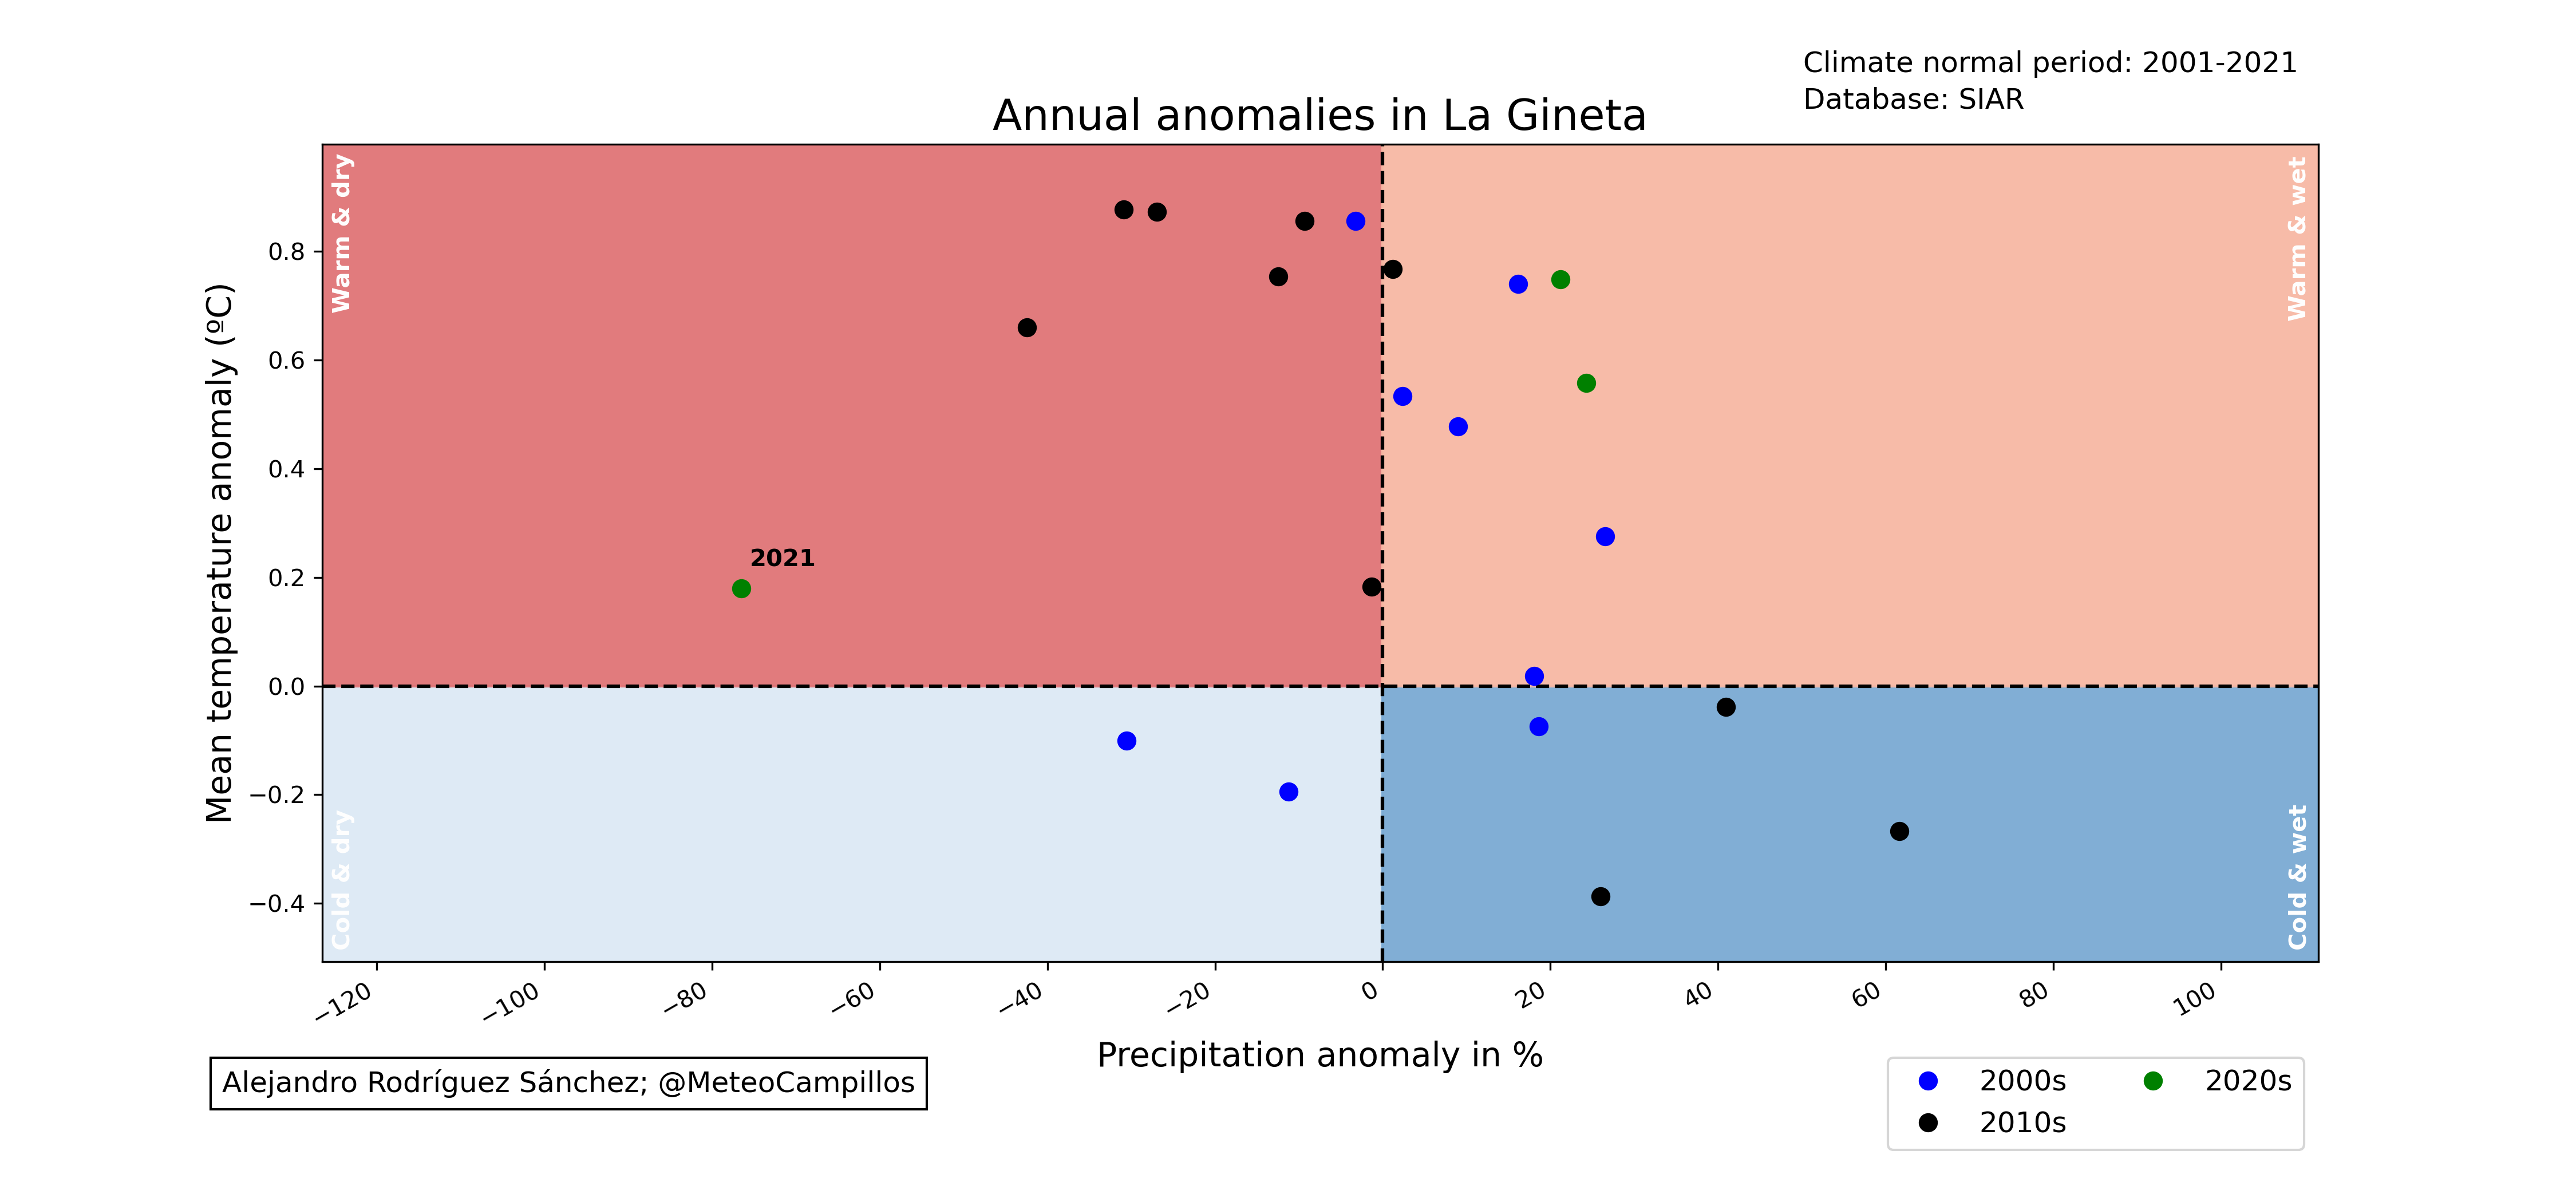 Climate normal period: 2001-2021
Database: SIAR
Annual anomalies in La Gineta
Warm & dry
Warm & wet
Cold & dry
Cold & wet
Mean temperature anomaly (ºC)
0.8
0.6
0.4
0.2
0.0
−0.2
−0.4
2021
−120
−100
−80
−60
−40
−20
0
20
40
60
80
100
Precipitation anomaly in %
Alejandro Rodríguez Sánchez; @MeteoCampillos
2000s
2010s
2020s